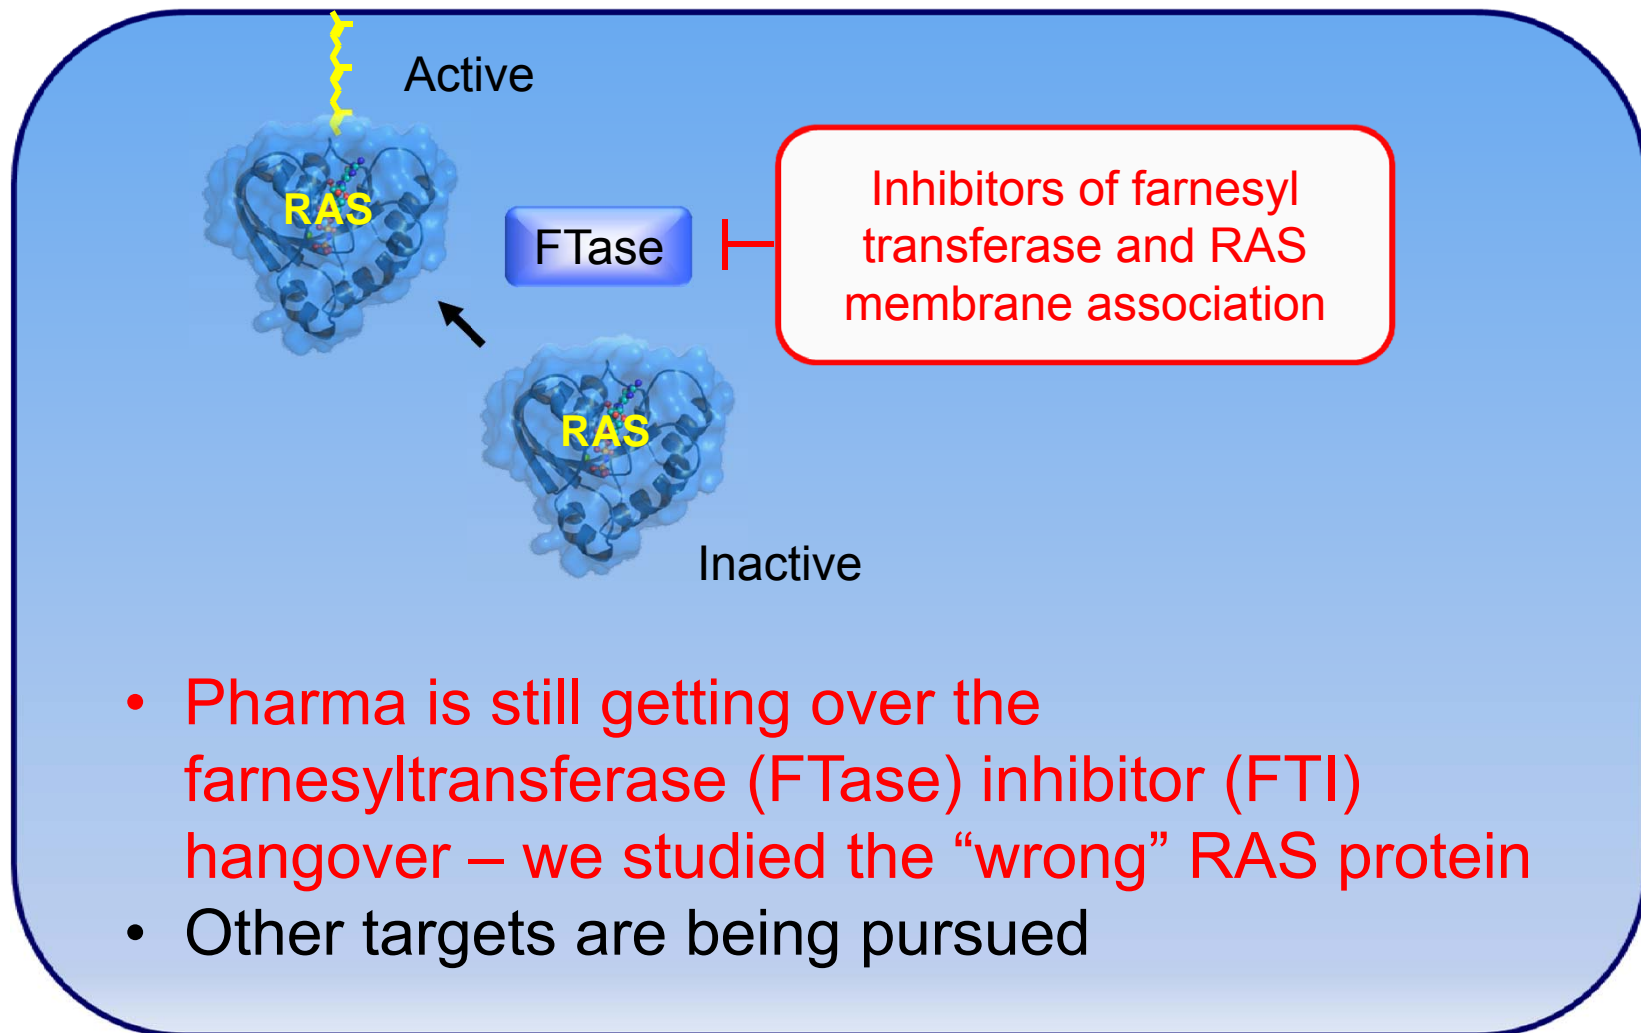 Active
RAS
FTase
Inhibitors of farnesyl
transferase and RAS
membrane association
RAS
Inactive
• Pharma is still getting over the
farnesyltransferase (FTase) inhibitor (FTI)
hangover – we studied the “wrong” RAS protein
• Other targets are being pursued